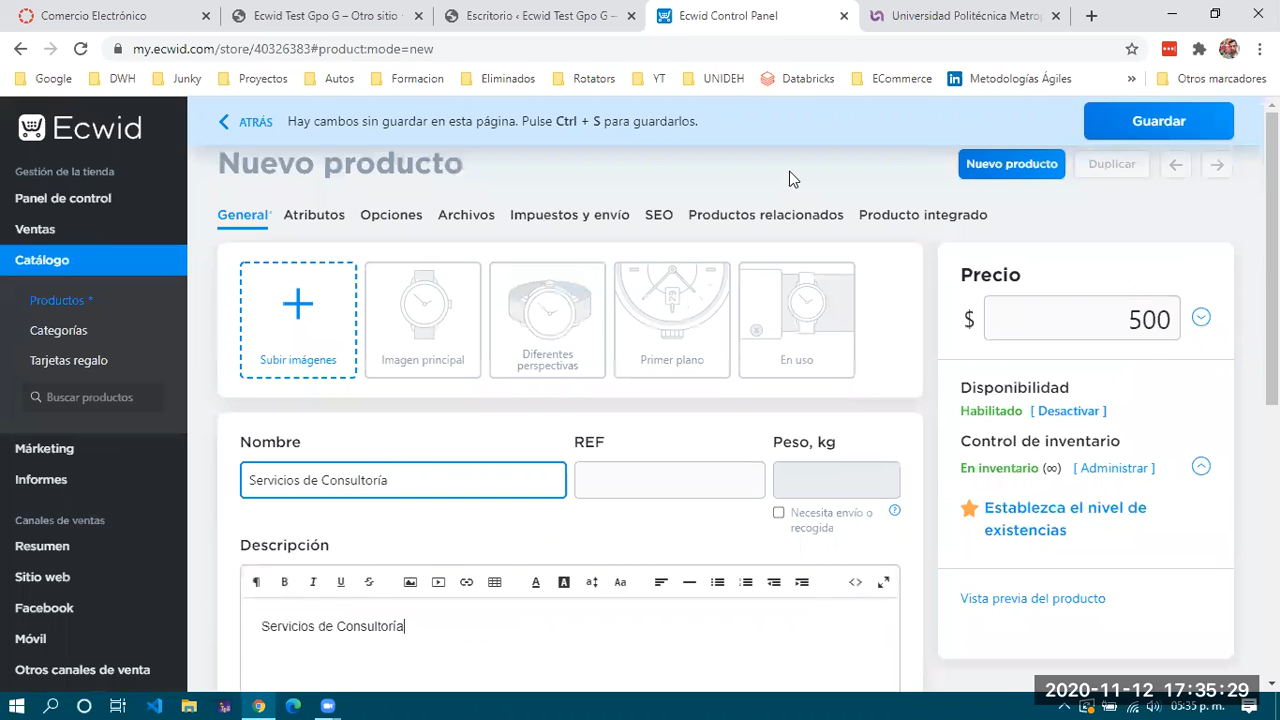 Comercio Electrónico
Ecwid Test Gpo G – Otro sitio
Escritorio ‹ Ecwid Test Gpo G –
Ecwid Control Panel
Universidad Politécnica Metrop
my.ecwid.com/store/40326383#product:mode=new
Google
DWH
Junky
Proyectos
Autos
Formacion
Eliminados
Rotators
YT
UNIDEH
Databricks
ECommerce
Metodologías Ágiles
»
Otros marcadores
Ecwid
ATRÁS
Hay cambos sin guardar en esta página. Pulse Ctrl + S para guardarlos.
Guardar
Gestión de la tienda
Panel de control
Ventas
Catálogo
Productos *
Categorías
Tarjetas regalo
Buscar productos
Márketing
Informes
Canales de ventas
Resumen
Sitio web
Facebook
Móvil
Otros canales de venta
Nuevo producto
Nuevo producto
Duplicar
General*
Atributos
Opciones
Archivos
Impuestos y envío
SEO
Productos relacionados
Producto integrado
Subir imágenes
Imagen principal
Diferentes
perspectivas
23
Primer plano
En uso
Nombre
REF
Peso, kg
Servicios de Consultoría
Necesita envío o
recogida
Descripción
B I U S
A A Aa
Servicios de Consultoría
Precio
$ 500
Disponibilidad
Habilitado [ Desactivar ]
Control de inventario
En inventario (∞) [ Administrar ]
Establezca el nivel de
existencias
Vista previa del producto
2020-11-12 17:35:29
05:35 p. m.